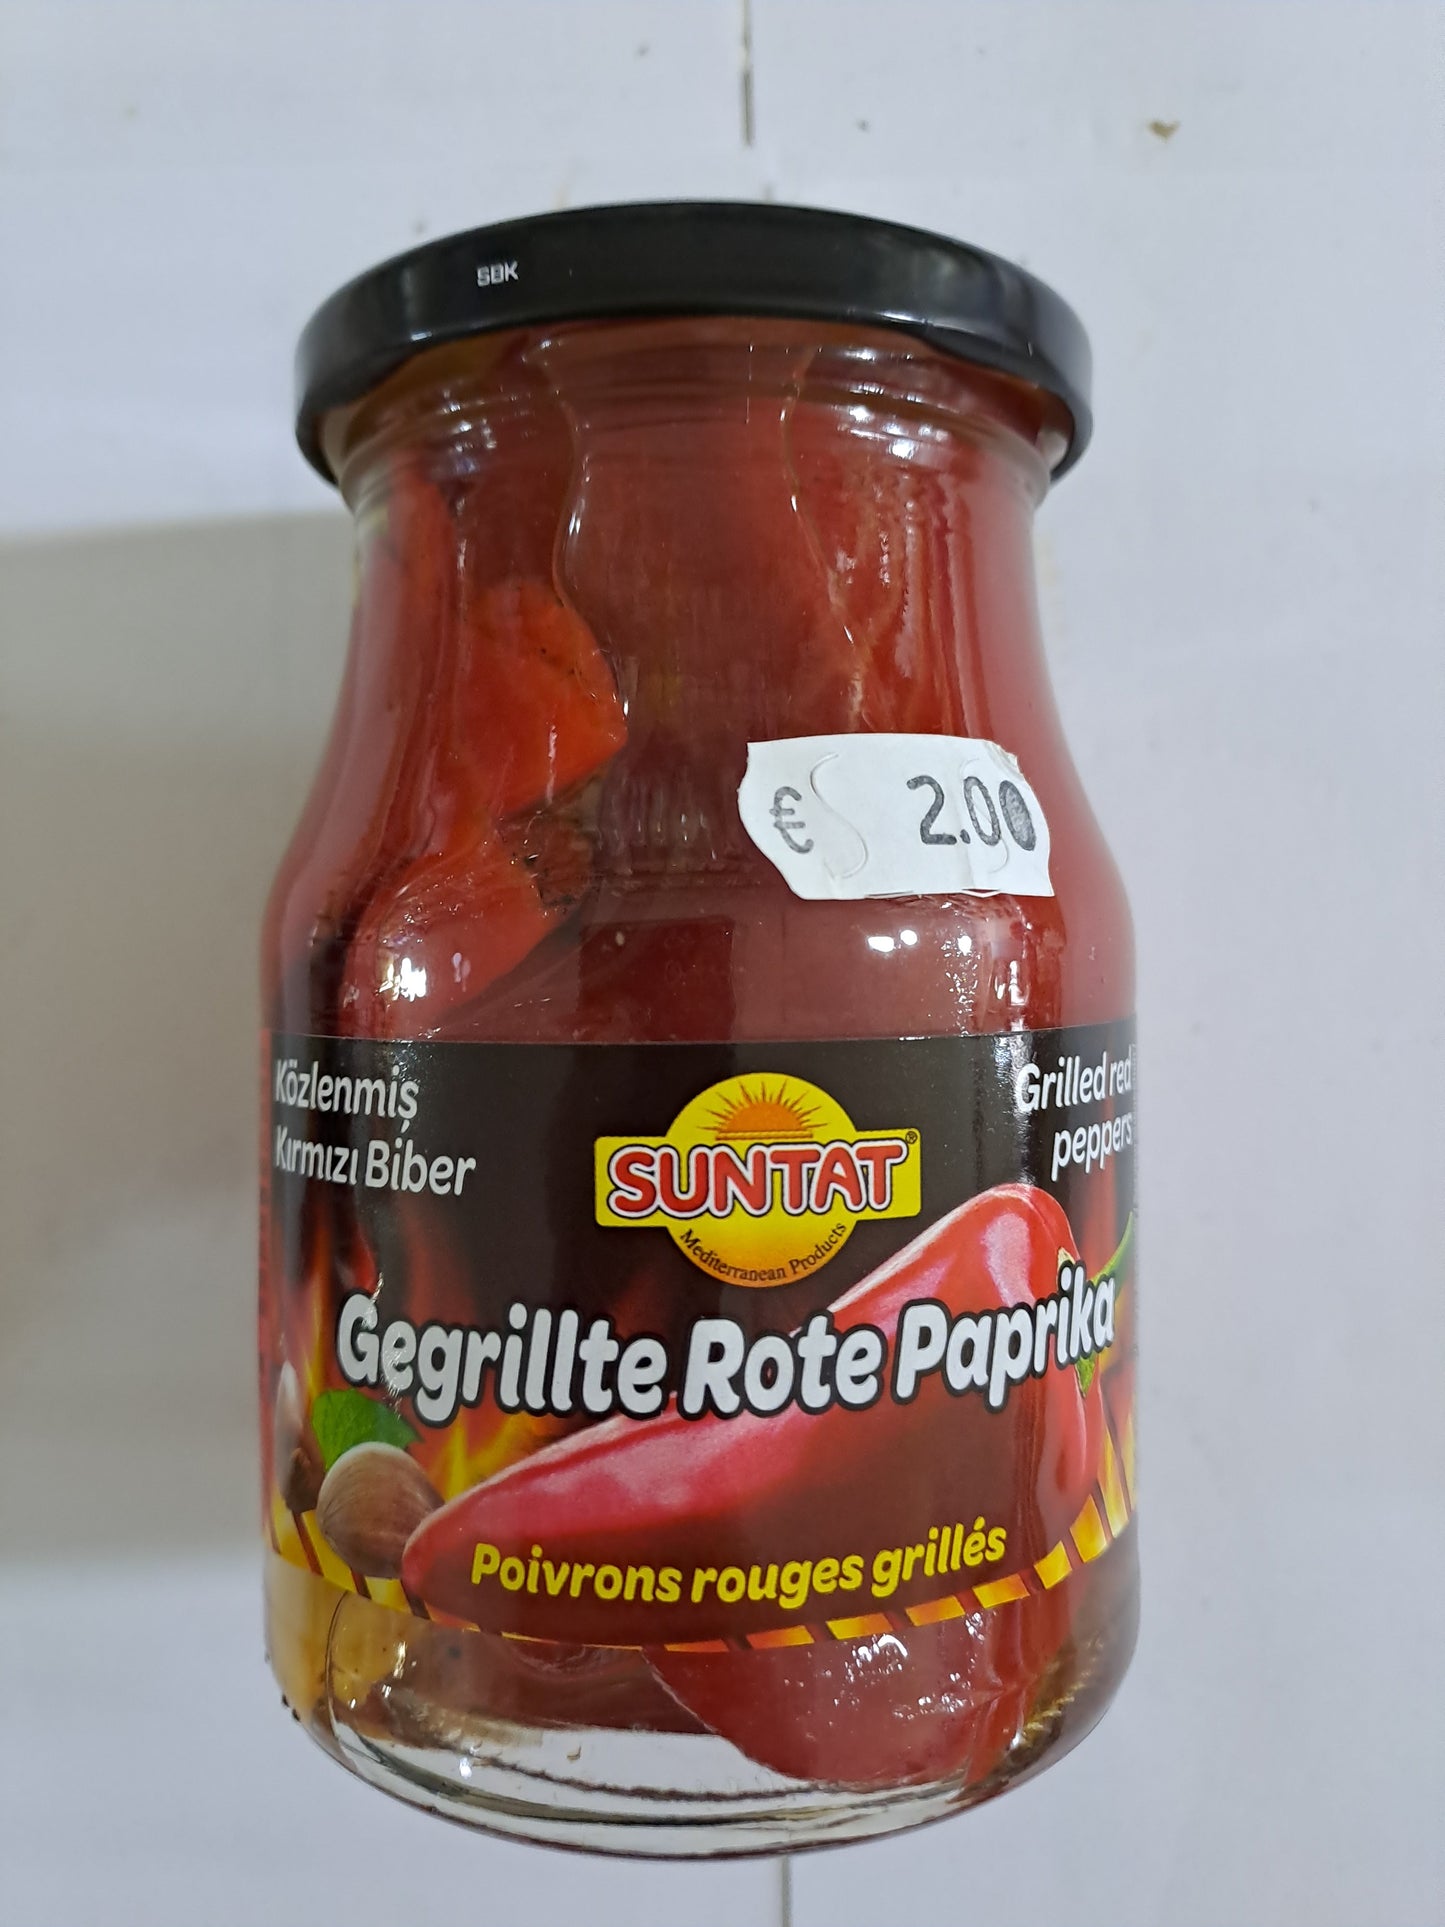 SBK
€ 2.00
Közlenmiş
Kırmızı Biber
Grilled red
peppers
SUNTAT®
Mediterranean Products
Gegrillte Rote Paprika
Poivrons rouges grillés